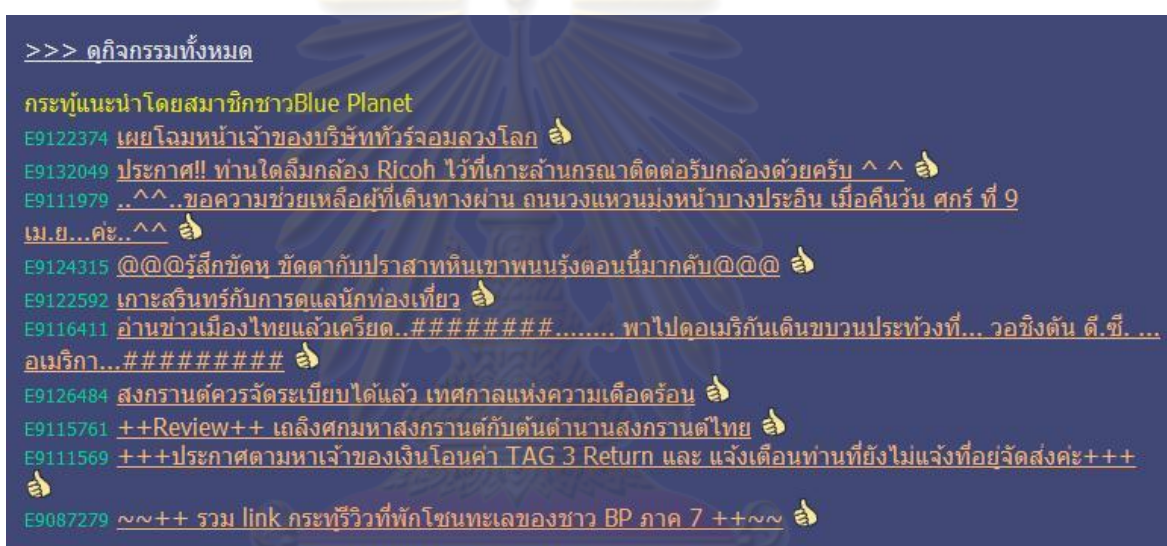 >>> ดูกิจกรรมทั้งหมด
กระทู้แนะนำโดยสมาชิกชาวBlue Planet
E9122374 เผยโฉมหน้าเจ้าของบริษัททัวร์จอมลวงโลก
E9132049 ประกาศ!! ท่านใดลืมกล้อง Ricoh ไว้ที่เกาะล้านกรุณาติดต่อรับกล้องด้วยครับ ^ ^
E9111979 ..^^..ขอความช่วยเหลือผู้ที่เดินทางผ่าน ถนนวงแหวนมุ่งหน้าบางปะอิน เมื่อคืนวัน ศุกร์ ที่ 9
เม.ย...ค่ะ..^^
E9124315 @@@รู้สึกขัดหู ขัดตากับปราสาทหินเขาพนมรุ้งตอนนี้มากคับ@@@
E9122592 เกาะสุรินทร์กับการดูแลนักท่องเที่ยว
E9116411 อ่านข่าวเมืองไทยแล้วเครียด..########........ พาไปดูอเมริกันเดินขบวนประท้วงที่... วอชิงตัน ดี.ซี. ...
อเมริกา...#########
E9126484 สงกรานต์ควรจัดระเบียบได้แล้ว เทศกาลแห่งความเดือดร้อน
E9115761 ++Review++ เถลิงศกมหาสงกรานต์กับต้นตำนานสงกรานต์ไทย
E9111569 +++ประกาศตามหาเจ้าของเงินโอนค่า TAG 3 Return และ แจ้งเตือนท่านที่ยังไม่แจ้งที่อยู่จัดส่งค่ะ+++
E9087279 ~~++ รวม link กระทู้รีวิวที่พักโซนทะเลของชาว BP ภาค 7 ++~~